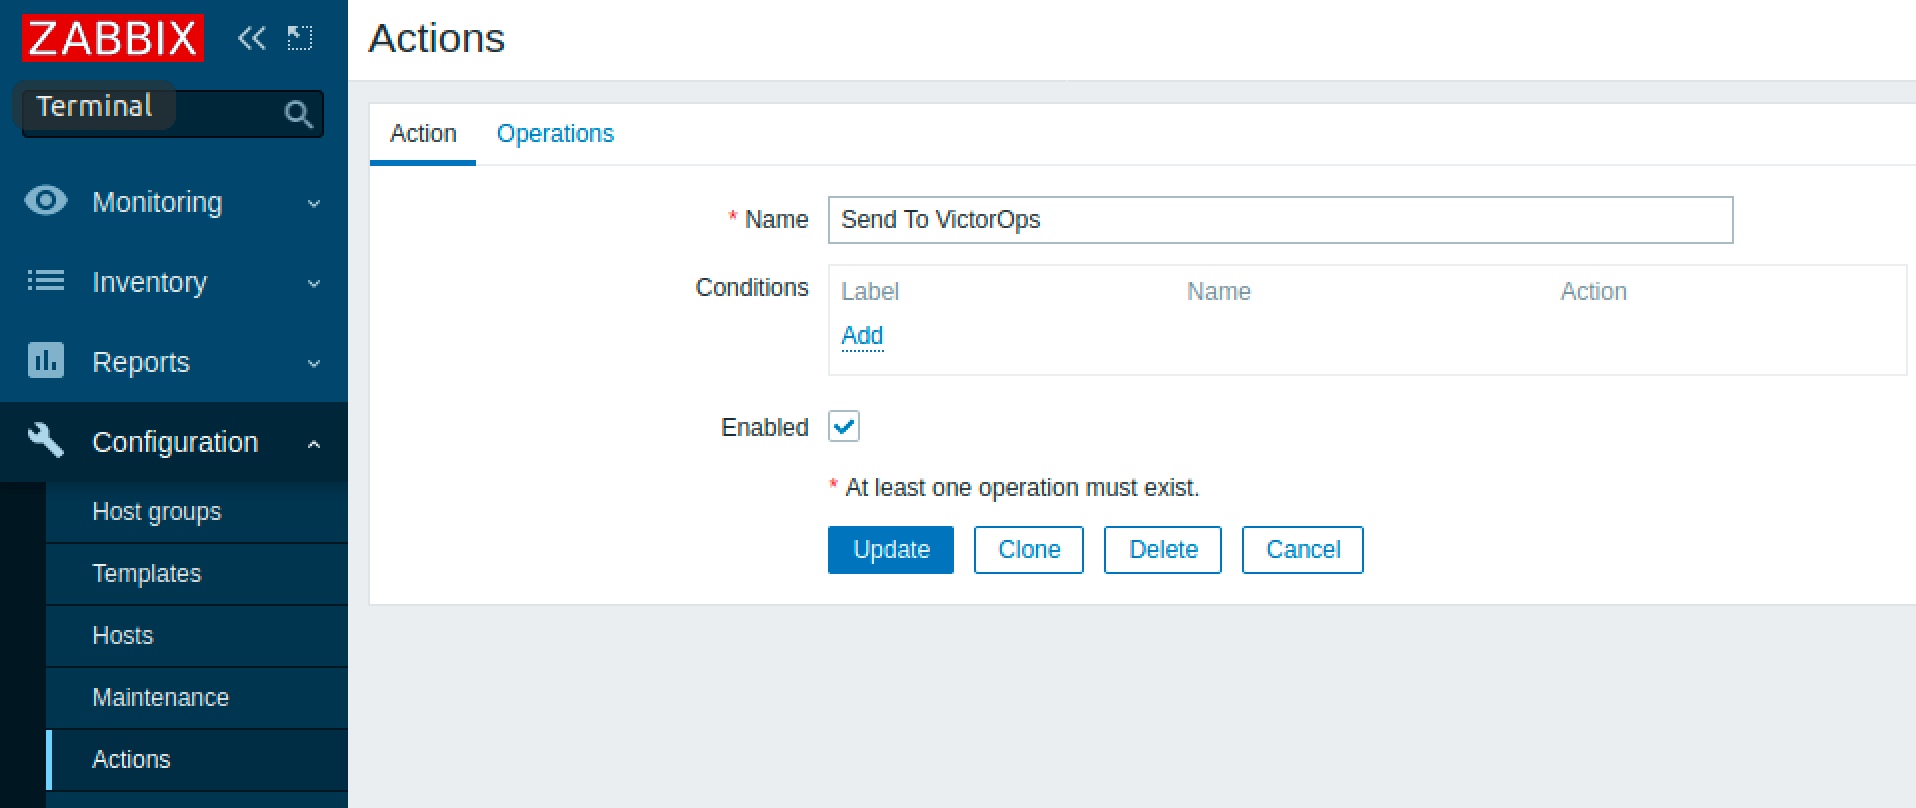 ZABBIX
Terminal
Monitoring
Inventory
Reports
Configuration
Host groups
Templates
Hosts
Maintenance
Actions
Actions
Action Operations
* Name Send To VictorOps
Conditions Label Name Action
Add
Enabled
* At least one operation must exist.
Update Clone Delete Cancel